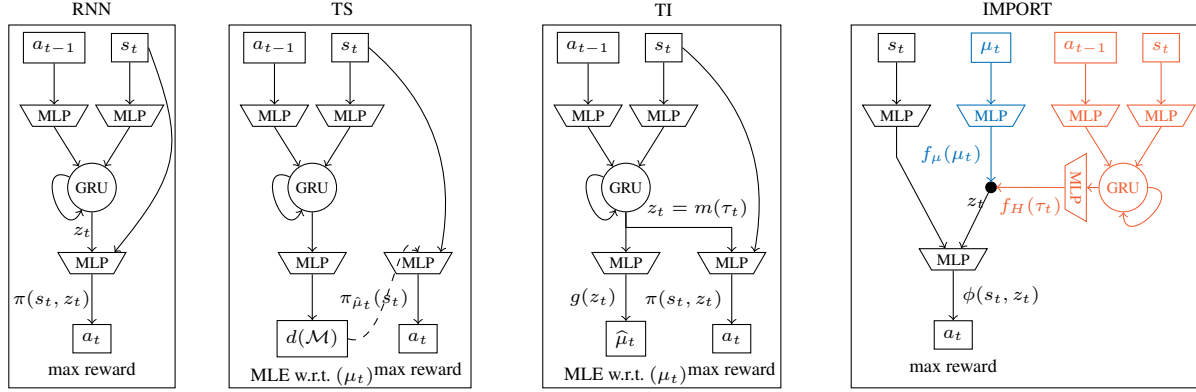 RNN
a_{t−1} s_t
MLP MLP
GRU
z_t
MLP
π(s_t, z_t)
a_t
max reward
TS
a_{t−1} s_t
MLP MLP
GRU
MLP MLP
π_{μ̂_t}(s_t)
d(M) a_t
MLE w.r.t. (μ_t) max reward
TI
a_{t−1} s_t
MLP MLP
GRU
z_t = m(τ_t)
MLP MLP
g(z_t) π(s_t, z_t)
μ̂_t a_t
MLE w.r.t. (μ_t) max reward
IMPORT
s_t μ_t a_{t−1} s_t
MLP MLP MLP MLP
f_μ(μ_t)
MLP GRU
z_t f_H(τ_t)
MLP
ϕ(s_t, z_t)
a_t
max reward